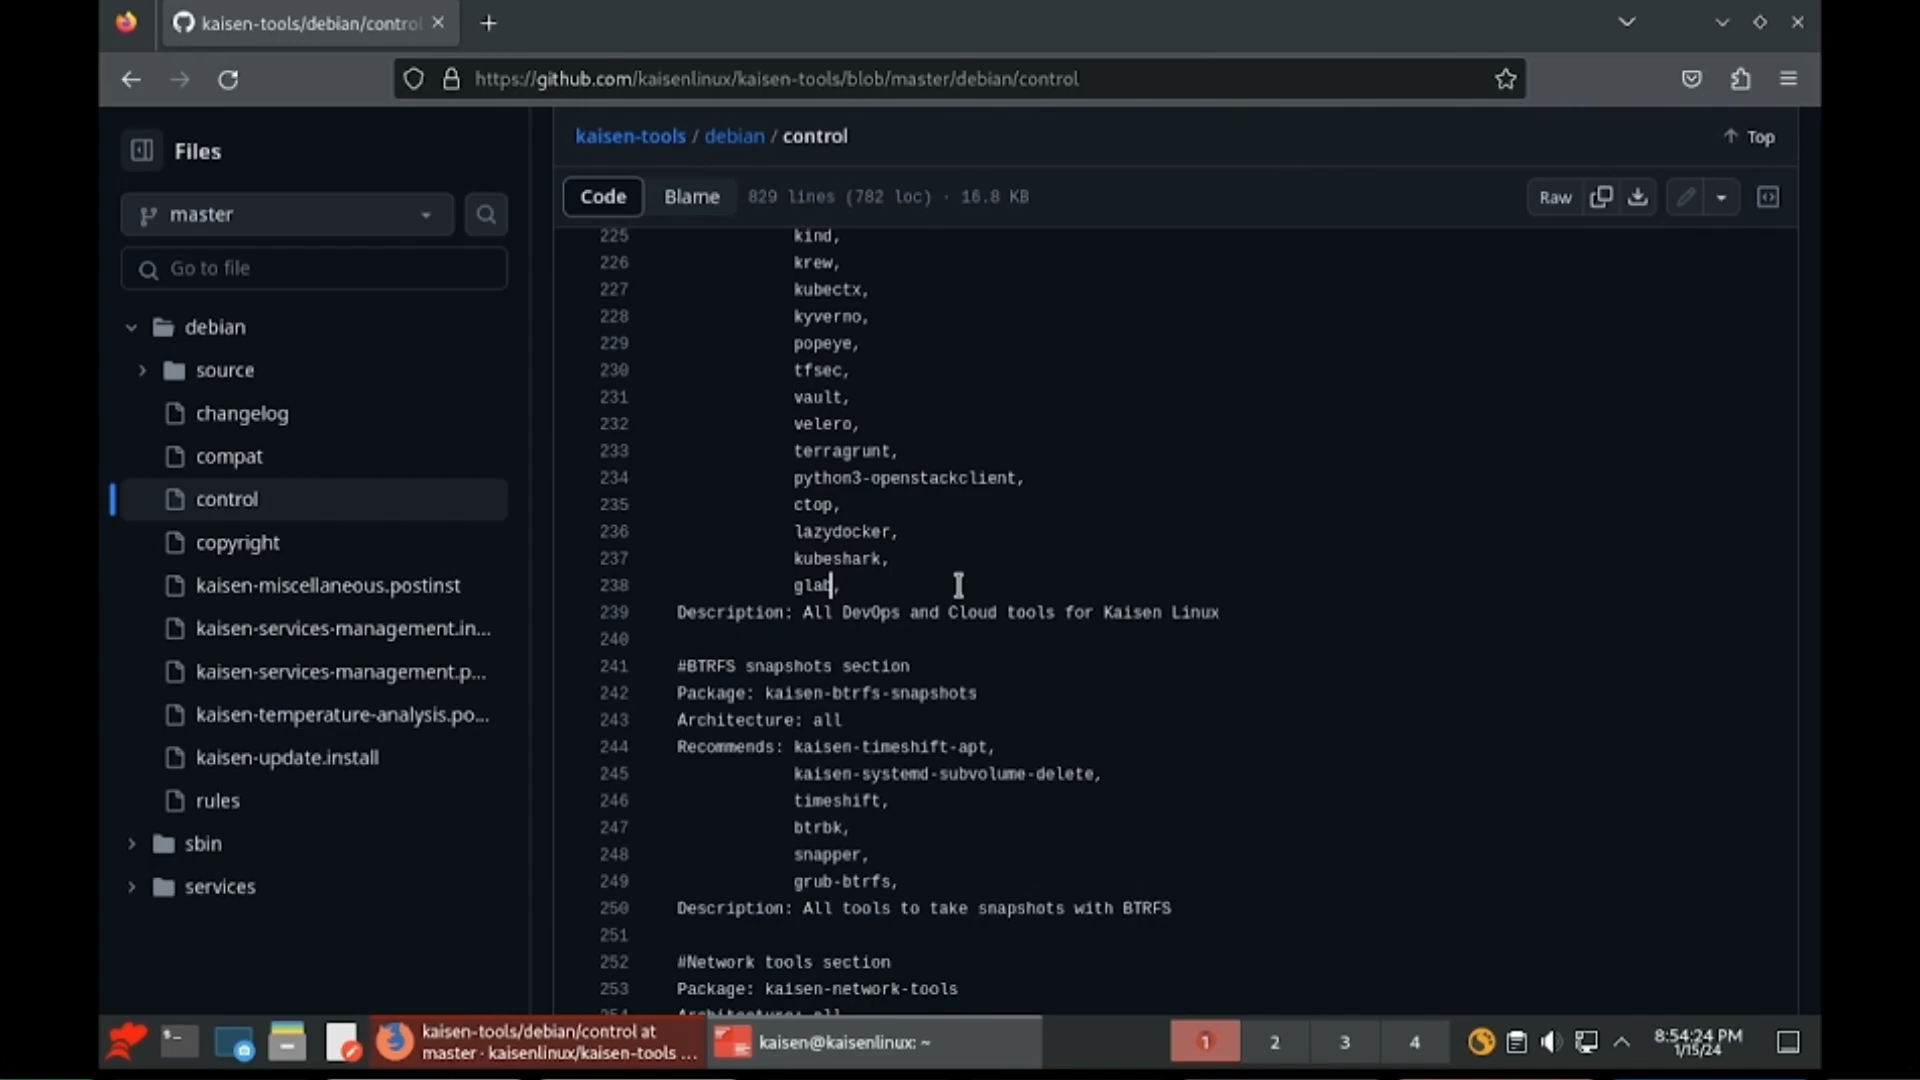 kaisen-tools/debian/control
https://github.com/kaisenlinux/kaisen-tools/blob/master/debian/control
Files
master
Go to file
debian
source
changelog
compat
control
copyright
kaisen-miscellaneous.postinst
kaisen-services-management.in...
kaisen-services-management.p...
kaisen-temperature-analysis.po...
kaisen-update.install
rules
sbin
services
kaisen-tools / debian / control
Top
Code Blame 829 lines (782 loc) · 16.8 KB
Raw
225 kind,
226 krew,
227 kubectx,
228 kyverno,
229 popeye,
230 tfsec,
231 vault,
232 velero,
233 terragrunt,
234 python3-openstackclient,
235 ctop,
236 lazydocker,
237 kubeshark,
238 glab,
239 Description: All DevOps and Cloud tools for Kaisen Linux
240
241 #BTRFS snapshots section
242 Package: kaisen-btrfs-snapshots
243 Architecture: all
244 Recommends: kaisen-timeshift-apt,
245 kaisen-systemd-subvolume-delete,
246 timeshift,
247 btrbk,
248 snapper,
249 grub-btrfs,
250 Description: All tools to take snapshots with BTRFS
251
252 #Network tools section
253 Package: kaisen-network-tools
254 Architecture: all
kaisen-tools/debian/control at
master · kaisenlinux/kaisen-tools ...
kaisen@kaisenlinux: ~
1 2 3 4
8:54:24 PM
1/15/24